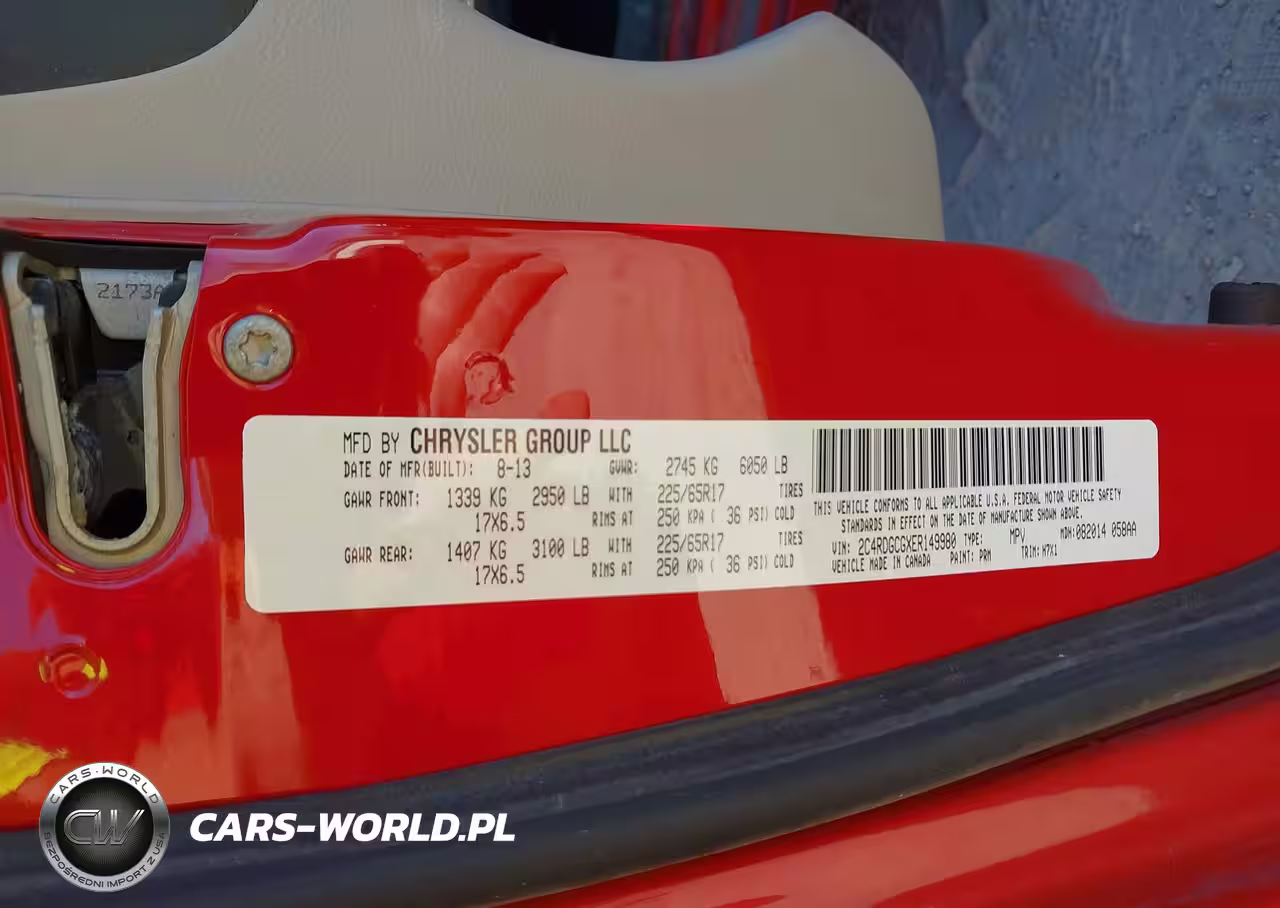 2173A
MFD BY CHRYSLER GROUP LLC
DATE OF MFR(BUILT): 8-13 GVWR: 2745 KG 6050 LB
GAWR FRONT: 1339 KG 2950 LB WITH 225/65R17 TIRES
17X6.5 RIMS AT 250 KPA ( 36 PSI) COLD
GAWR REAR: 1407 KG 3100 LB WITH 225/65R17 TIRES
17X6.5 RIMS AT 250 KPA ( 36 PSI) COLD
THIS VEHICLE CONFORMS TO ALL APPLICABLE U.S.A. FEDERAL MOTOR VEHICLE SAFETY
STANDARDS IN EFFECT ON THE DATE OF MANUFACTURE SHOWN ABOVE.
VIN: 2C4RDGCGXER149980 TYPE: MPV MDH:082014 058AA
VEHICLE MADE IN CANADA PAINT: PRM TRIM: H7X1
CARS-WORLD
CW
BEZPOŚREDNI IMPORT Z USA
CARS-WORLD.PL